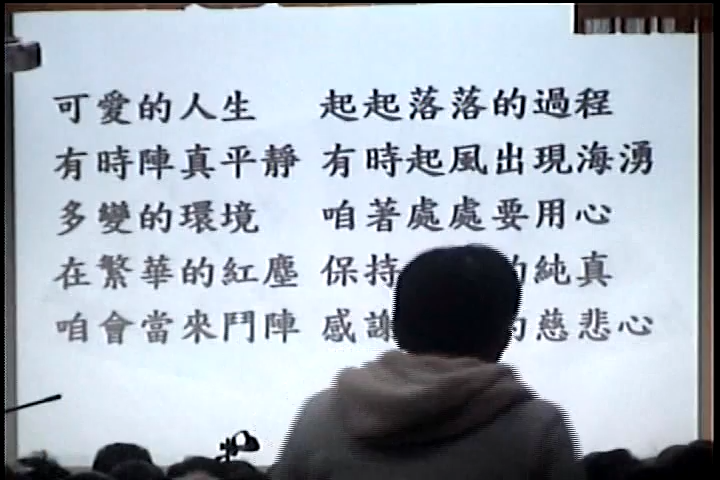 可愛的人生 起起落落的過程
有時陣真平靜 有時起風出現海湧
多變的環境 咱著處處要用心
在繁華的紅塵 保持 的純真
咱會當來鬥陣 感謝 的慈悲心